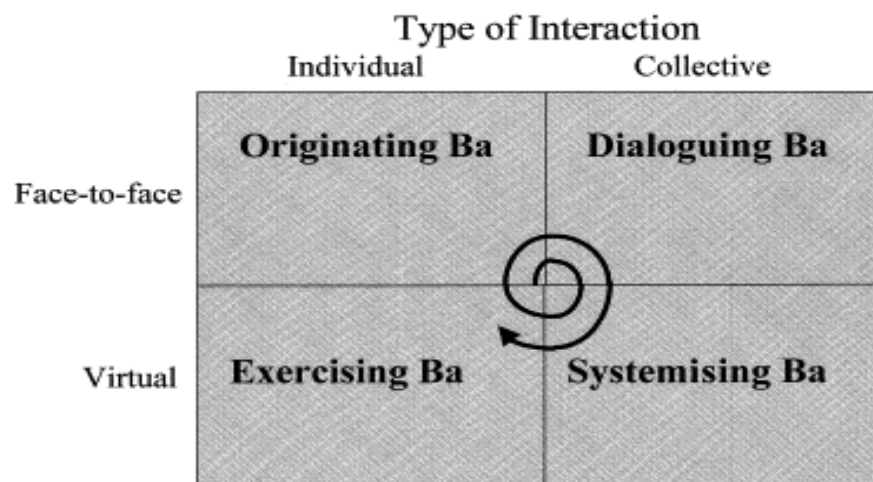 Type of Interaction
Individual Collective
Originating Ba Dialoguing Ba
Face-to-face
Virtual Exercising Ba Systemising Ba